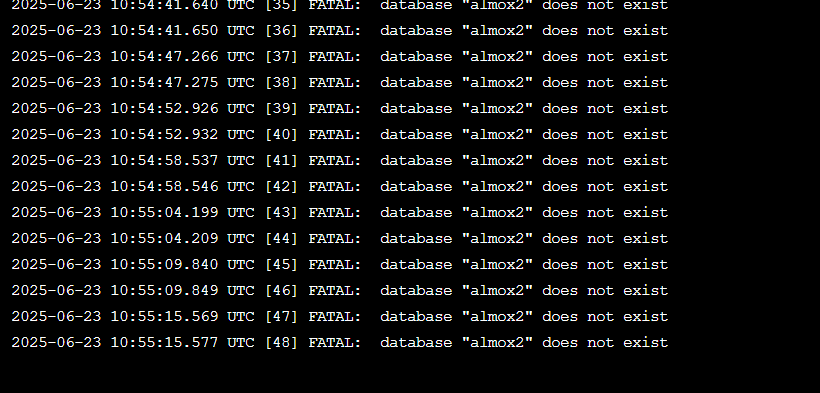 2025-06-23 10:54:41.640 UTC [35] FATAL:  database "almox2" does not exist
2025-06-23 10:54:41.650 UTC [36] FATAL:  database "almox2" does not exist
2025-06-23 10:54:47.266 UTC [37] FATAL:  database "almox2" does not exist
2025-06-23 10:54:47.275 UTC [38] FATAL:  database "almox2" does not exist
2025-06-23 10:54:52.926 UTC [39] FATAL:  database "almox2" does not exist
2025-06-23 10:54:52.932 UTC [40] FATAL:  database "almox2" does not exist
2025-06-23 10:54:58.537 UTC [41] FATAL:  database "almox2" does not exist
2025-06-23 10:54:58.546 UTC [42] FATAL:  database "almox2" does not exist
2025-06-23 10:55:04.199 UTC [43] FATAL:  database "almox2" does not exist
2025-06-23 10:55:04.209 UTC [44] FATAL:  database "almox2" does not exist
2025-06-23 10:55:09.840 UTC [45] FATAL:  database "almox2" does not exist
2025-06-23 10:55:09.849 UTC [46] FATAL:  database "almox2" does not exist
2025-06-23 10:55:15.569 UTC [47] FATAL:  database "almox2" does not exist
2025-06-23 10:55:15.577 UTC [48] FATAL:  database "almox2" does not exist